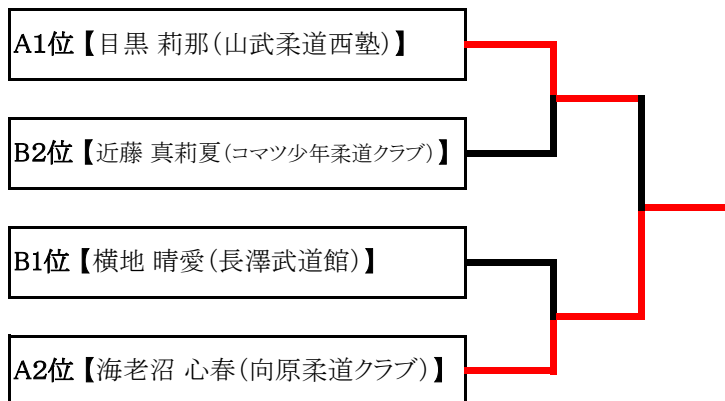 A1位【目黒 莉那(山武柔道西塾)】
B2位【近藤 真莉夏(コマツ少年柔道クラブ)】
B1位【横地 晴愛(長澤武道館)】
A2位【海老沼 心春(向原柔道クラブ)】